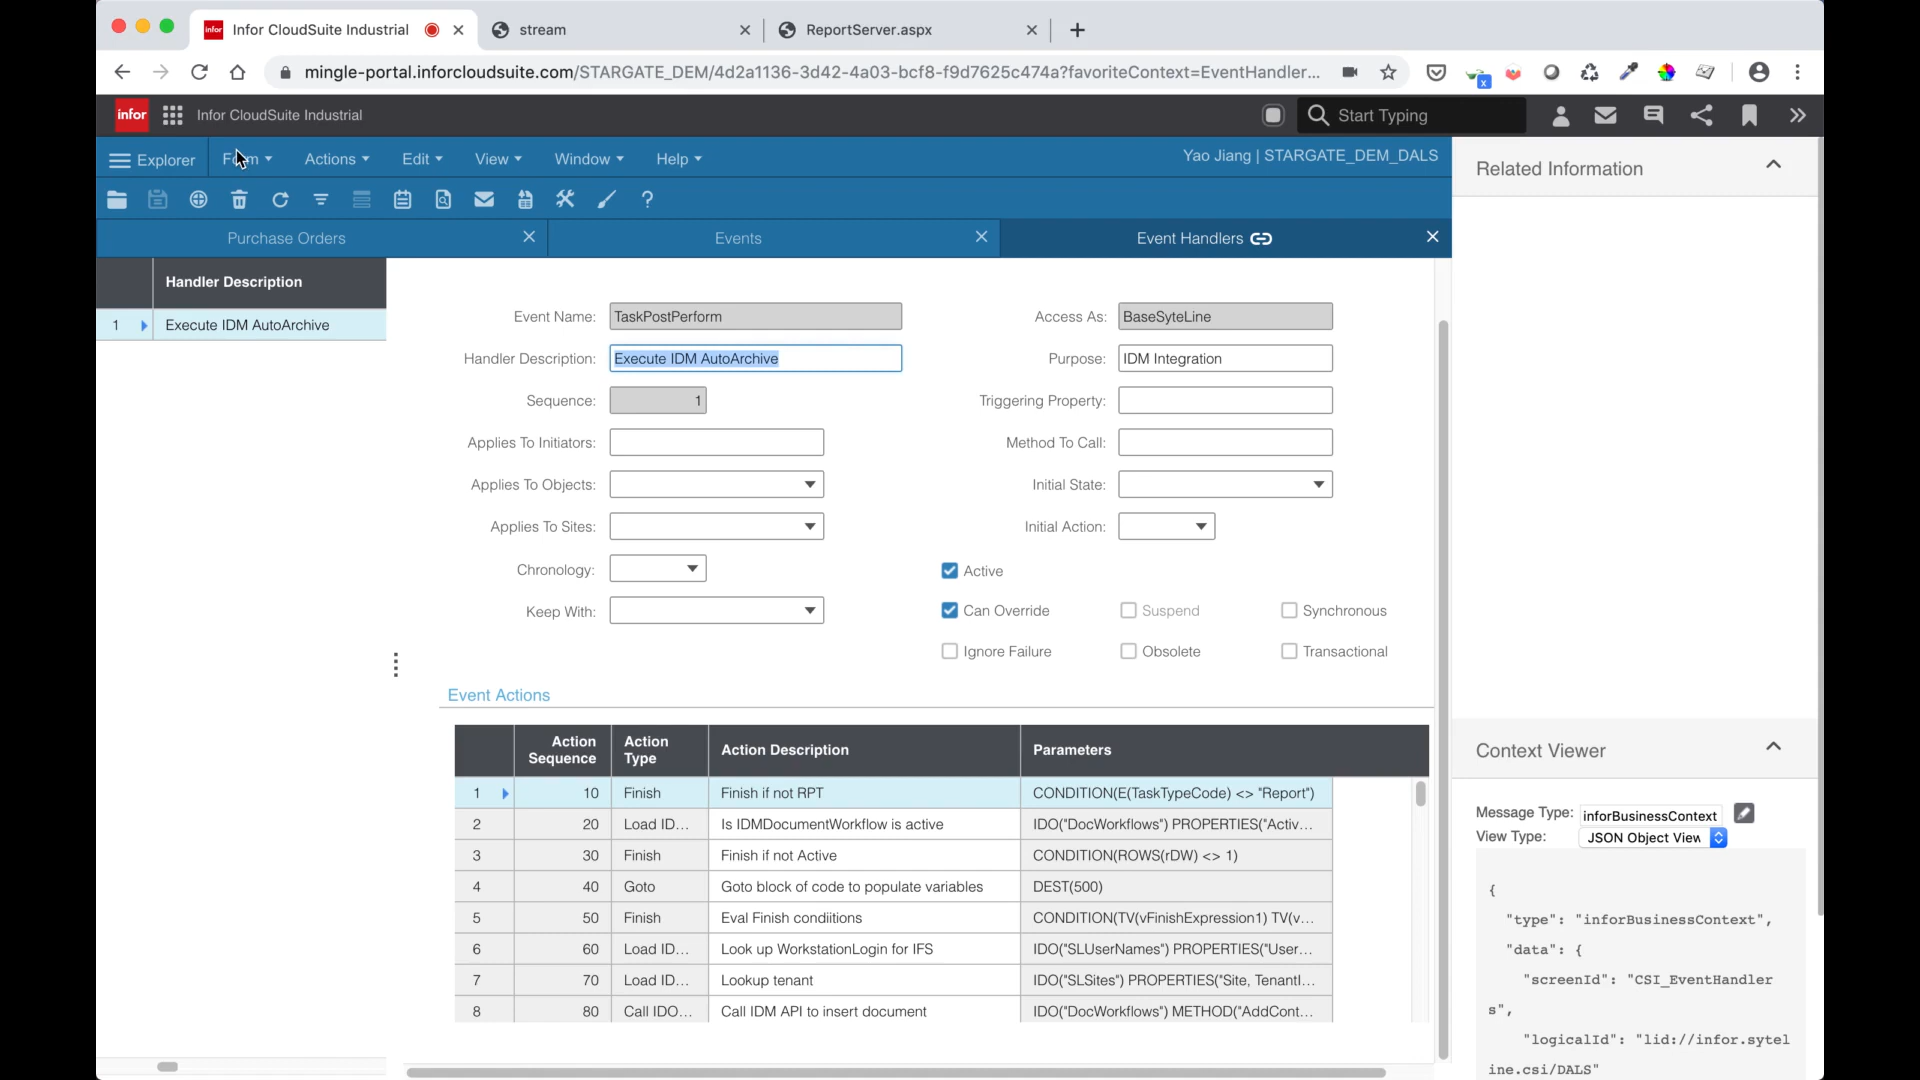 infor Infor CloudSuite Industrial
stream
ReportServer.aspx
mingle-portal.inforcloudsuite.com/STARGATE_DEM/4d2a1136-3d42-4a03-bcf8-f9d7625c474a?favoriteContext=EventHandler...
x
infor Infor CloudSuite Industrial
Start Typing
Explorer
Form Actions Edit View Window Help
Yao Jiang | STARGATE_DEM_DALS
Purchase Orders
Events
Event Handlers
Handler Description
1 Execute IDM AutoArchive
Event Name: TaskPostPerform
Access As: BaseSyteLine
Handler Description: Execute IDM AutoArchive
Purpose: IDM Integration
Sequence: 1
Triggering Property:
Applies To Initiators:
Method To Call:
Applies To Objects:
Initial State:
Applies To Sites:
Initial Action:
Chronology:
Active
Keep With:
Can Override Suspend Synchronous
Ignore Failure Obsolete Transactional
Event Actions
Action Sequence Action Type Action Description Parameters
1 10 Finish Finish if not RPT CONDITION(E(TaskTypeCode) <> "Report")
2 20 Load ID... Is IDMDocumentWorkflow is active IDO("DocWorkflows") PROPERTIES("Activ...
3 30 Finish Finish if not Active CONDITION(ROWS(rDW) <> 1)
4 40 Goto Goto block of code to populate variables DEST(500)
5 50 Finish Eval Finish condiitions CONDITION(TV(vFinishExpression1) TV(v...
6 60 Load ID... Look up WorkstationLogin for IFS IDO("SLUserNames") PROPERTIES("User...
7 70 Load ID... Lookup tenant IDO("SLSites") PROPERTIES("Site, TenantI...
8 80 Call IDO... Call IDM API to insert document IDO("DocWorkflows") METHOD("AddCont...
Related Information
Context Viewer
Message Type: inforBusinessContext
View Type: JSON Object View
{
"type": "inforBusinessContext",
"data": {
"screenId": "CSI_EventHandler
s",
"logicalId": "lid://infor.sytel
ine.csi/DALS"